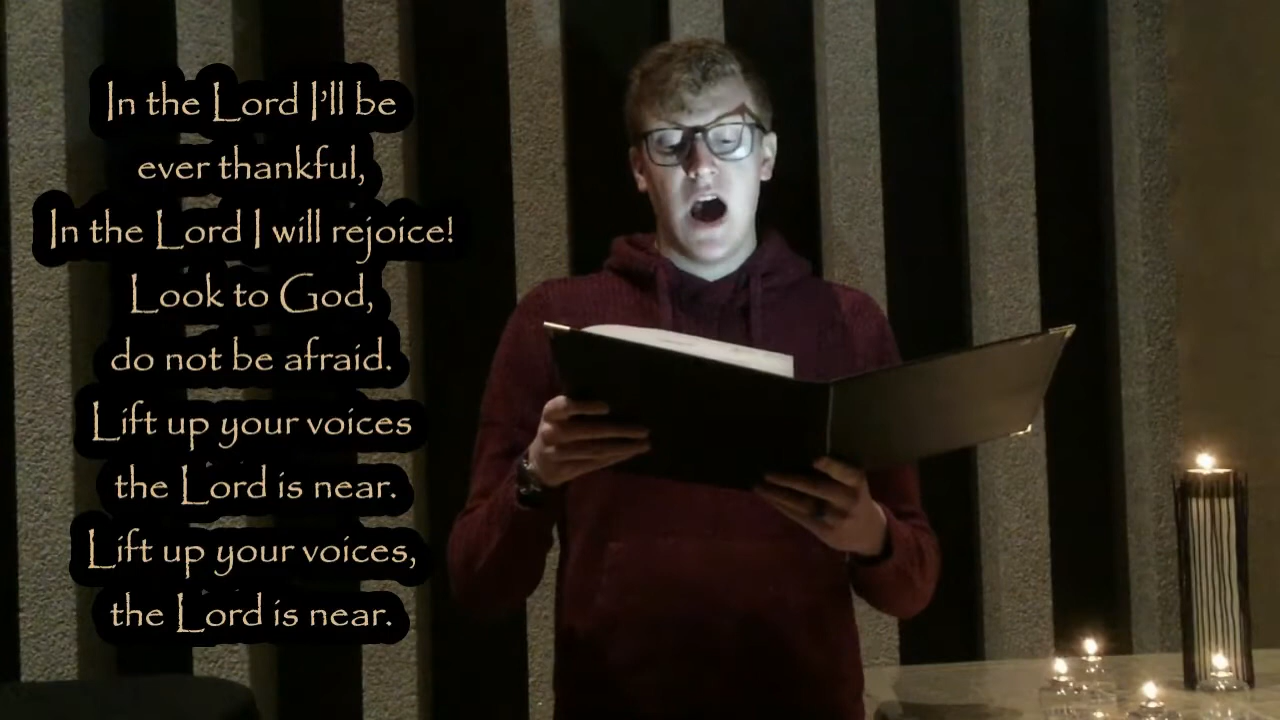 In the Lord I'll be
ever thankful,
In the Lord I will rejoice!
Look to God,
do not be afraid.
Lift up your voices
the Lord is near.
Lift up your voices,
the Lord is near.